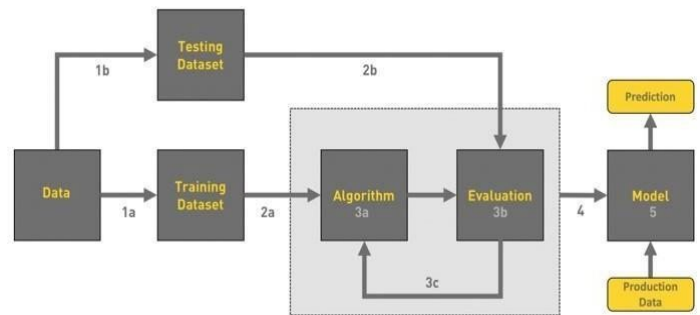 Testing
Dataset
1b
2b
Prediction
Data
Training
Dataset
Algorithm
3a
Evaluation
3b
Model
5
1a
2a
4
3c
Production
Data